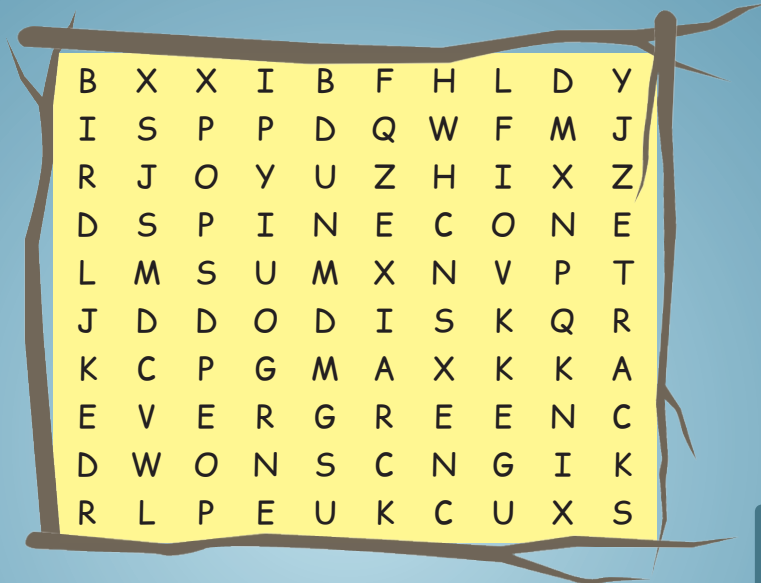 B X X I B F H L D Y
I S P P D Q W F M J
R J O Y U Z H I X Z
D S P I N E C O N E
L M S U M X N V P T
J D D O D I S K Q R
K C P G M A X K K A
E V E R G R E E N C
D W O N S C N G I K
R L P E U K C U X S